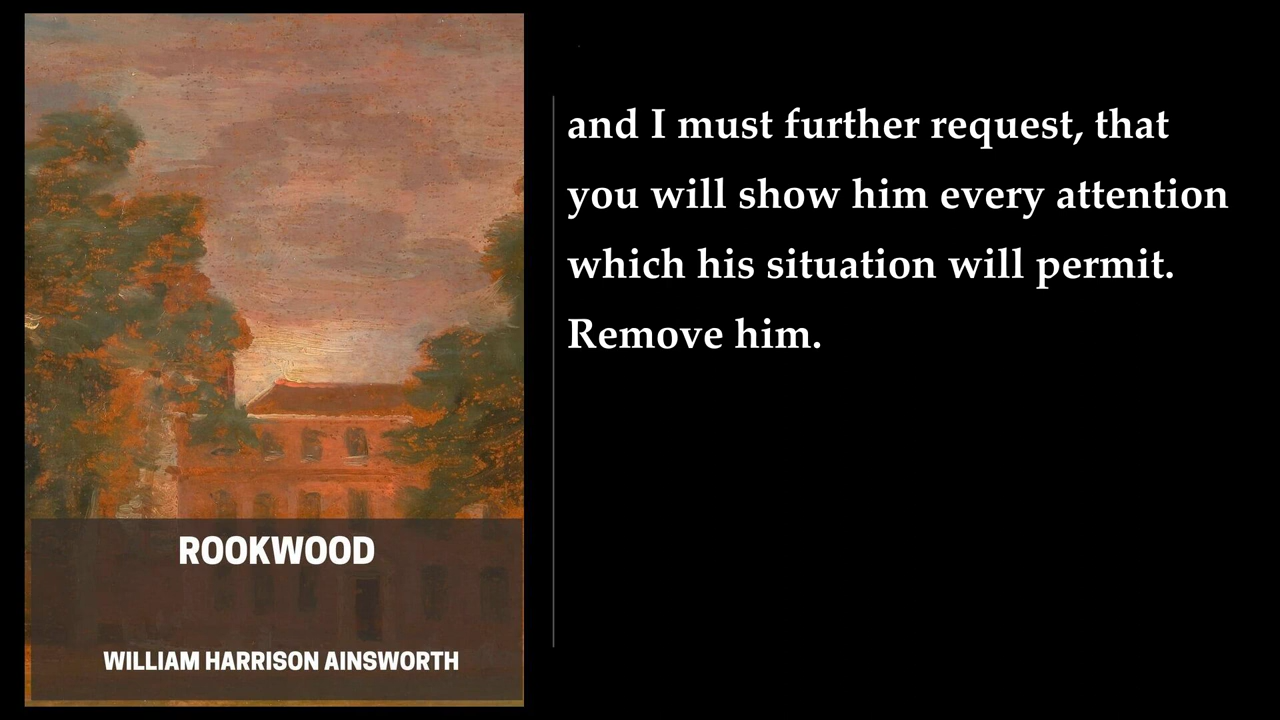 ROOKWOOD
WILLIAM HARRISON AINSWORTH
and I must further request, that
you will show him every attention
which his situation will permit.
Remove him.